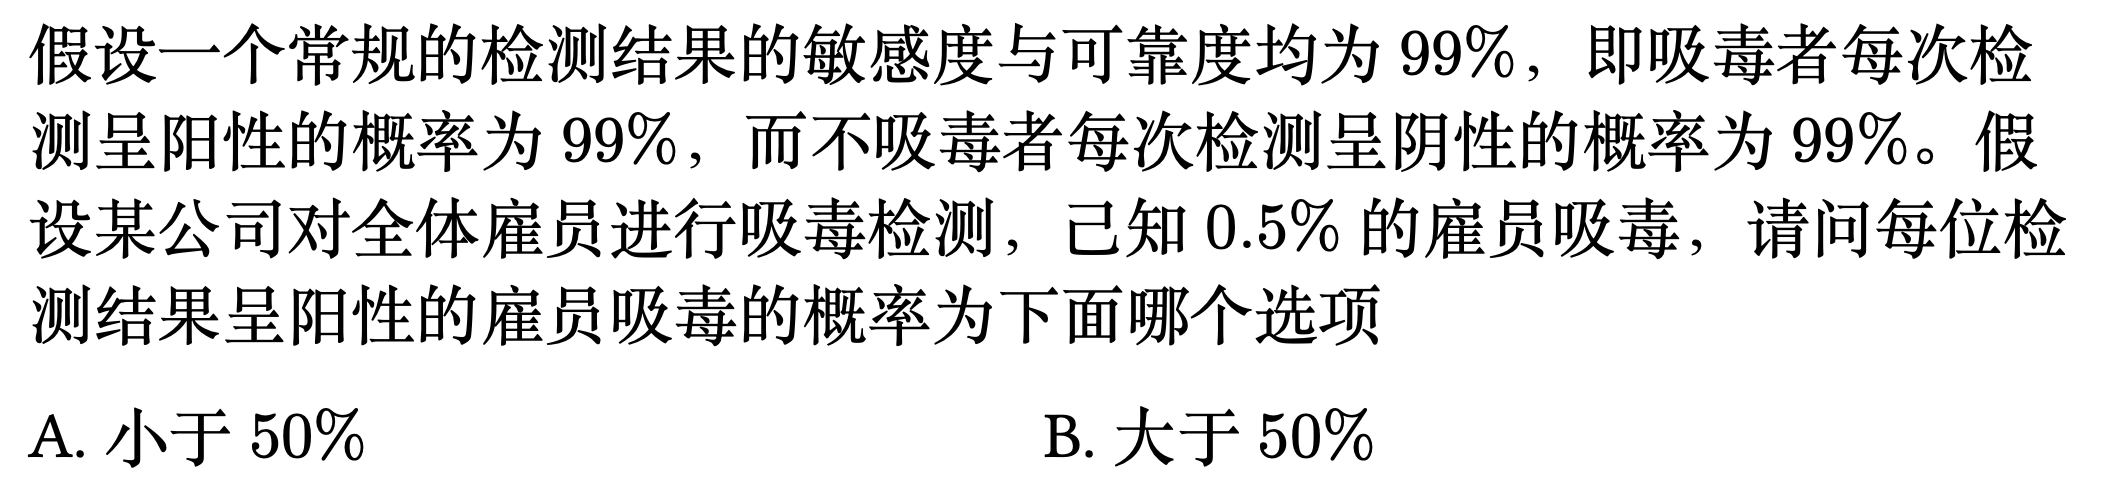 假设一个常规的检测结果的敏感度与可靠度均为 99%，即吸毒者每次检
测呈阳性的概率为 99%，而不吸毒者每次检测呈阴性的概率为 99%。假
设某公司对全体雇员进行吸毒检测，己知 0.5% 的雇员吸毒，请问每位检
测结果呈阳性的雇员吸毒的概率为下面哪个选项
A. 小于 50% B. 大于 50%